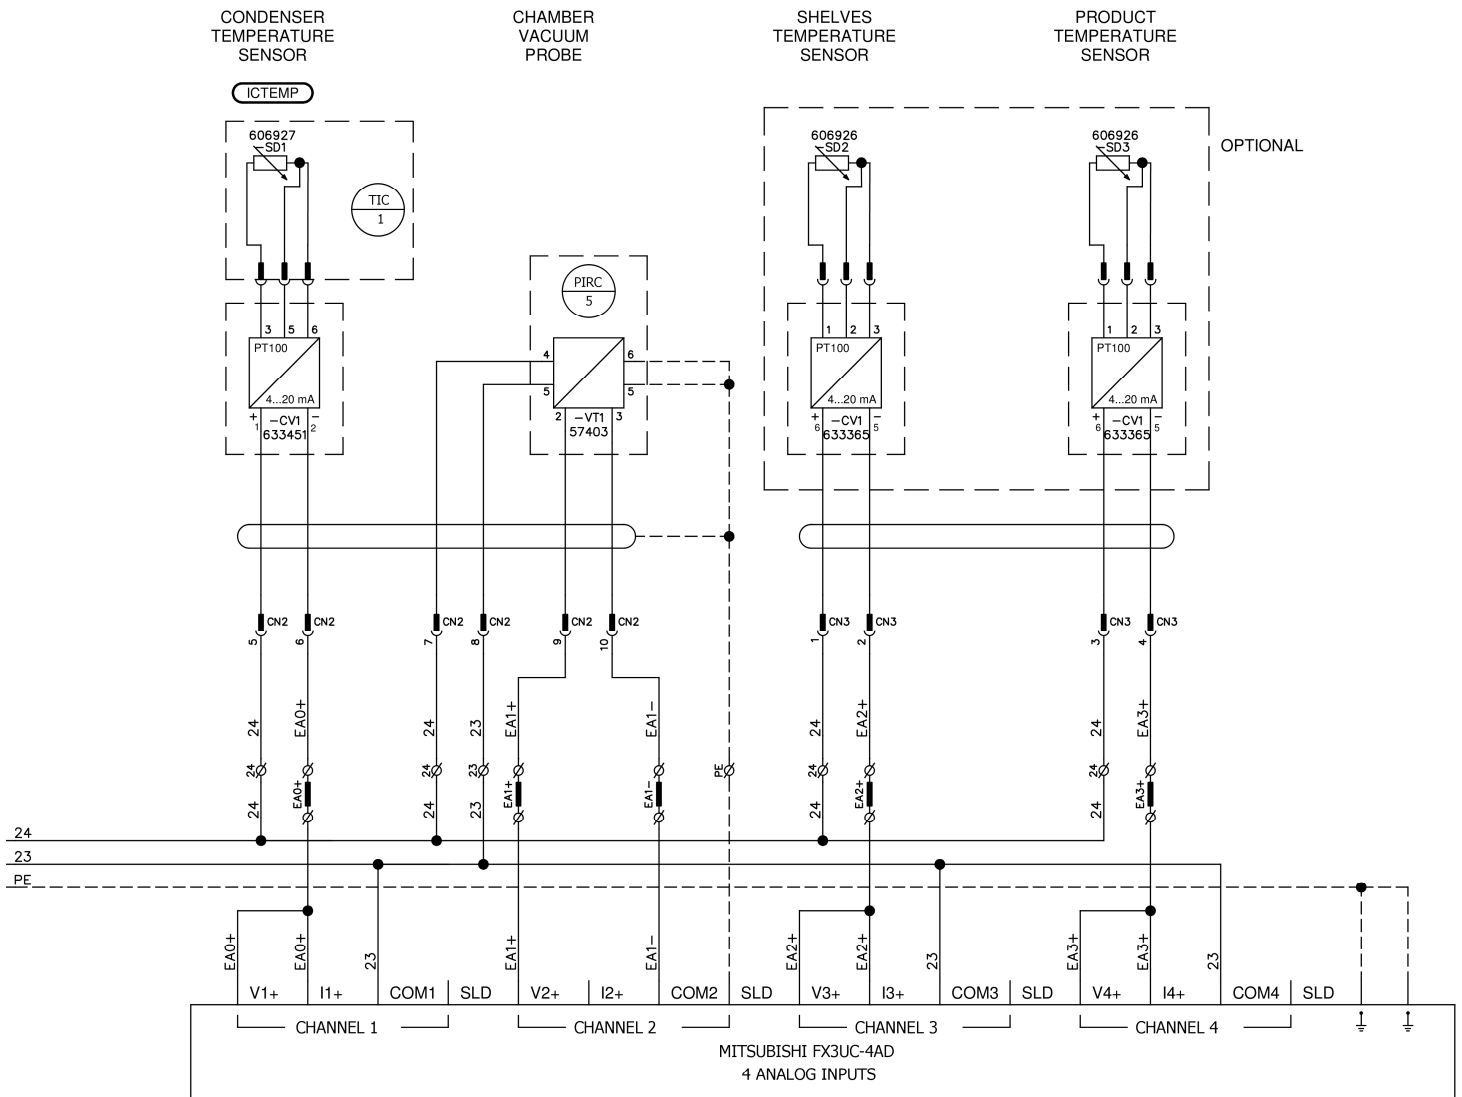 CONDENSER
TEMPERATURE
SENSOR
CHAMBER
VACUUM
PROBE
SHELVES
TEMPERATURE
SENSOR
PRODUCT
TEMPERATURE
SENSOR
ICTEMP
606927
-SD1
606926
-SD2
606926
-SD3
OPTIONAL
TIC
1
PIRC
5
3 5 6
PT100
4...20 mA
+ -CV1 -
1 633451 2
4 6
5 5
2 -VT1 3
57403
1 2 3
PT100
4...20 mA
+ -CV1 -
6 633365 5
1 2 3
PT100
4...20 mA
+ -CV1 -
6 633365 5
CN2 CN2 CN2 CN2 CN2 CN2 CN3 CN3 CN3 CN3
5 6 7 8 9 10 1 2 3 4
24 EA0+ 24 23 EA1+ EA1- 24 EA2+ 24 EA3+
24 24 23 PE 24 24
24 EA0+ 24 23 EA1+ EA1- 24 EA2+ 24 EA3+
24
23
PE
EA0+ EA0+ 23 EA1+ EA1- EA2+ EA2+ 23 EA3+ EA3+ 23
V1+ I1+ COM1 SLD V2+ I2+ COM2 SLD V3+ I3+ COM3 SLD V4+ I4+ COM4 SLD
CHANNEL 1 CHANNEL 2 CHANNEL 3 CHANNEL 4
MITSUBISHI FX3UC-4AD
4 ANALOG INPUTS